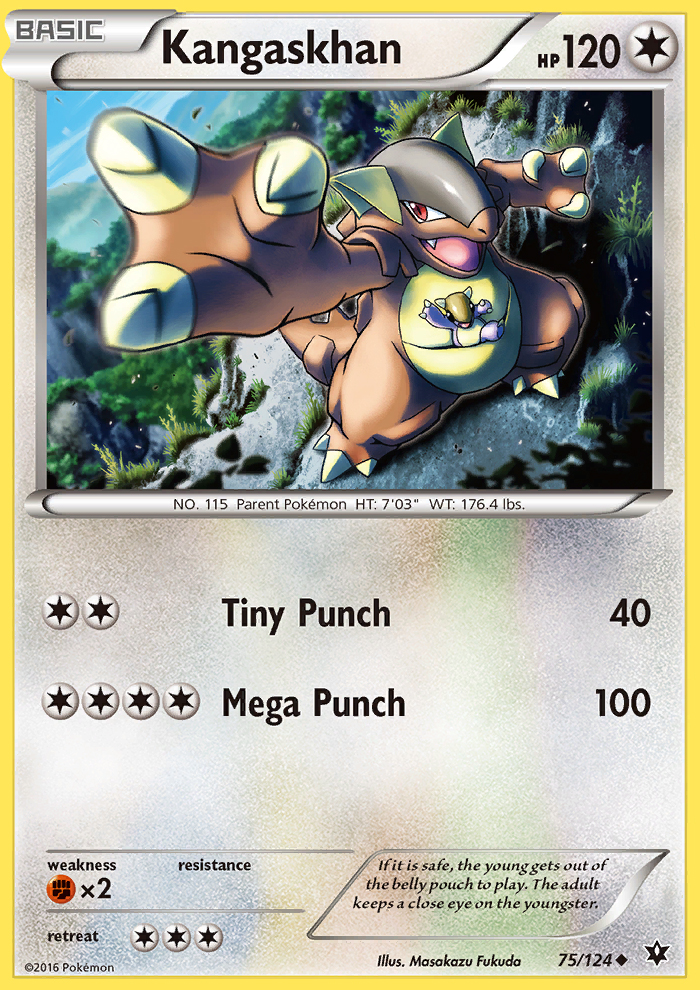 BASIC
Kangaskhan
HP 120
NO. 115 Parent Pokémon HT: 7'03" WT: 176.4 lbs.
Tiny Punch 40
Mega Punch 100
weakness resistance
×2
retreat
If it is safe, the young gets out of
the belly pouch to play. The adult
keeps a close eye on the youngster.
©2016 Pokémon
Illus. Masakazu Fukuda
75/124